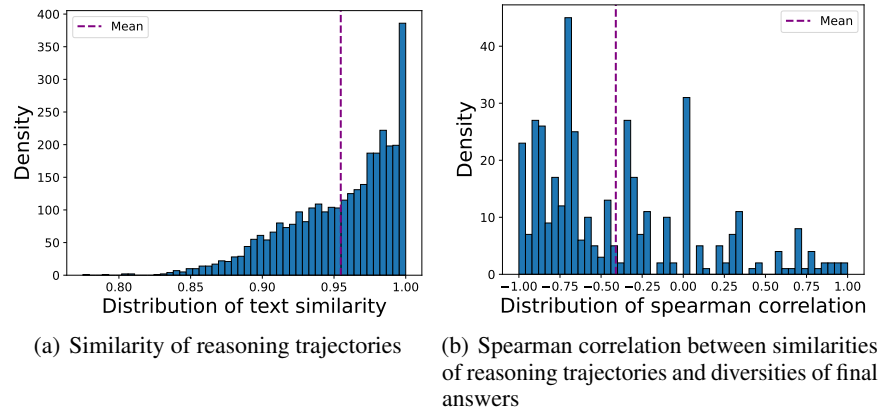 Mean
400
350
300
250
200
150
100
50
0
Density
0.80 0.85 0.90 0.95 1.00
Distribution of text similarity
(a) Similarity of reasoning trajectories
Mean
40
30
20
10
0
Density
−1.00 −0.75 −0.50 −0.25 0.00 0.25 0.50 0.75 1.00
Distribution of spearman correlation
(b) Spearman correlation between similarities
of reasoning trajectories and diversities of final
answers